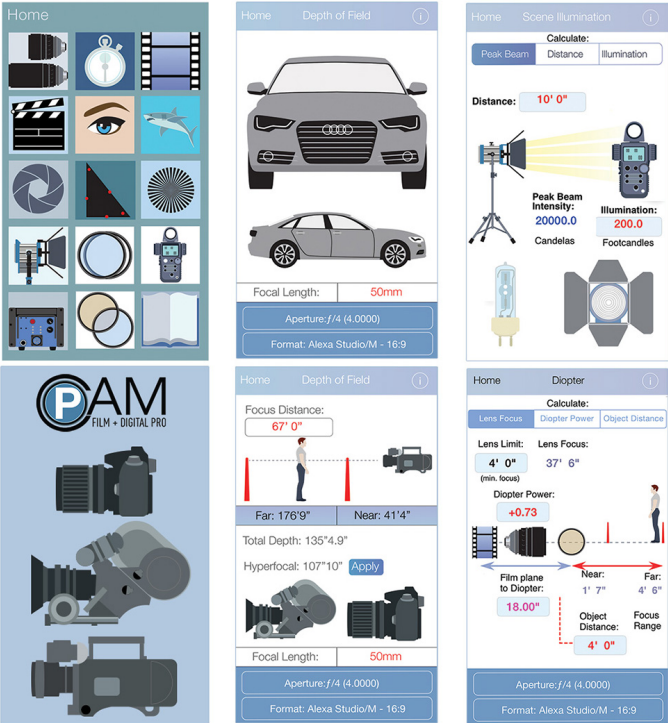 Home
Home
Depth of Field
i
Focal Length:
50mm
Aperture:ƒ/4 (4.0000)
Format: Alexa Studio/M - 16:9
Home
Scene Illumination
i
Calculate:
Peak Beam
Distance
Illumination
Distance:
10' 0"
Peak Beam
Intensity:
20000.0
Candelas
Illumination:
200.0
Footcandles
PCAM
FILM + DIGITAL PRO
Home
Depth of Field
i
Focus Distance:
67' 0"
Far: 176'9"
Near: 41'4"
Total Depth: 135"4.9"
Hyperfocal: 107"10"
Apply
Focal Length:
50mm
Aperture:ƒ/4 (4.0000)
Format: Alexa Studio/M - 16:9
Home
Diopter
i
Calculate:
Lens Focus
Diopter Power
Object Distance
Lens Limit:
4' 0"
(min. focus)
Lens Focus:
37' 6"
Diopter Power:
+0.73
Film plane
to Diopter:
18.00"
Near:
1' 7"
Far:
4' 6"
Object
Distance:
4' 0"
Focus
Range
Aperture:ƒ/4 (4.0000)
Format: Alexa Studio/M - 16:9